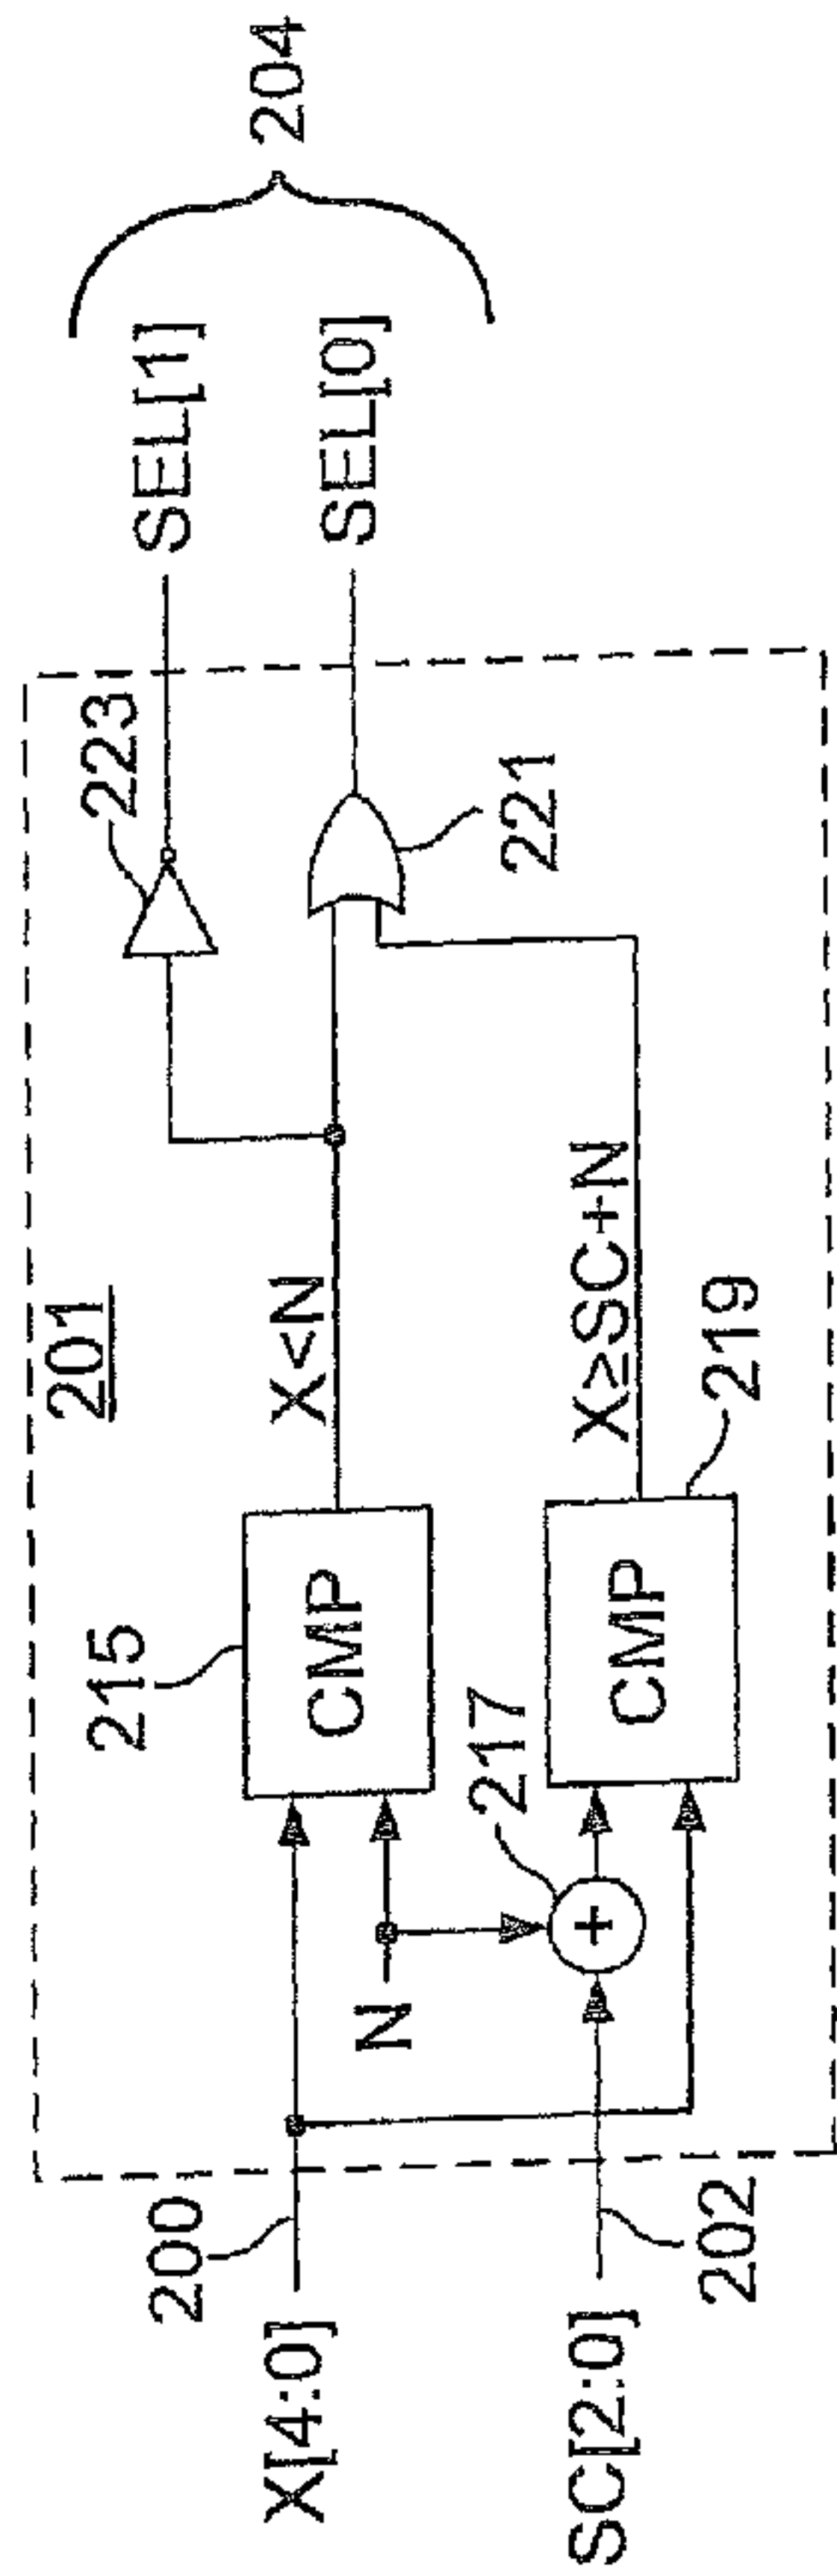 201
204
X[4:0]
200
215
CMP
X<N
223
SEL[1]
N
217
221
SEL[0]
+
SC[2:0]
202
CMP
X≥SC+N
219